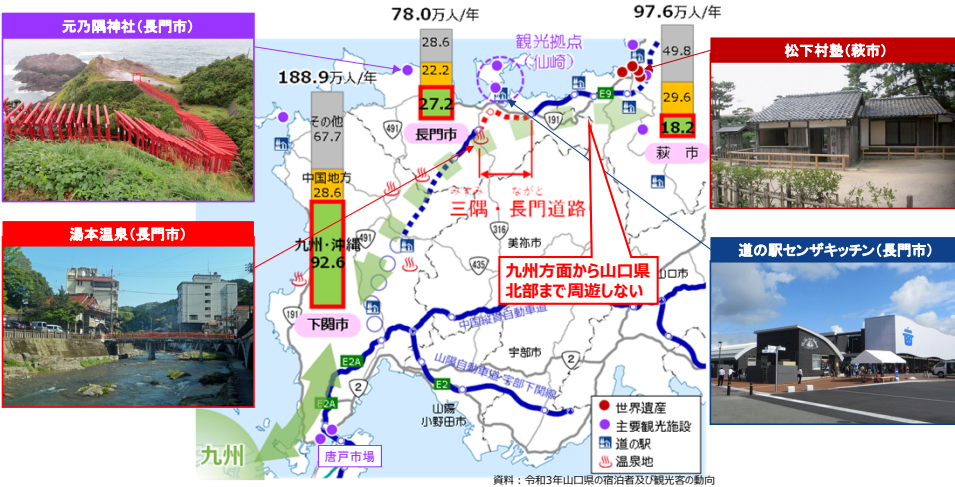 元乃隅神社（長門市）
78.0万人/年
28.6
22.2
27.2
長門市
観光拠点
（仙崎）
97.6万人/年
49.8
29.6
18.2
萩 市
松下村塾（萩市）
188.9万人/年
その他
67.7
中国地方
28.6
九州・沖縄
92.6
下関市
491
191
E9
みすみ ながと
三隅・長門道路
316
美祢市
491
435
湯本温泉（長門市）
九州方面から山口県
北部まで周遊しない
道の駅センザキッチン（長門市）
山口市
191
中国縦貫自動車道
E2A
宇部市
2
山陽自動車道 宇部下関線
E2A
2
E2
山陽
小野田市
九州
唐戸市場
世界遺産
主要観光施設
道の駅
温泉地
資料：令和3年山口県の宿泊者及び観光客の動向